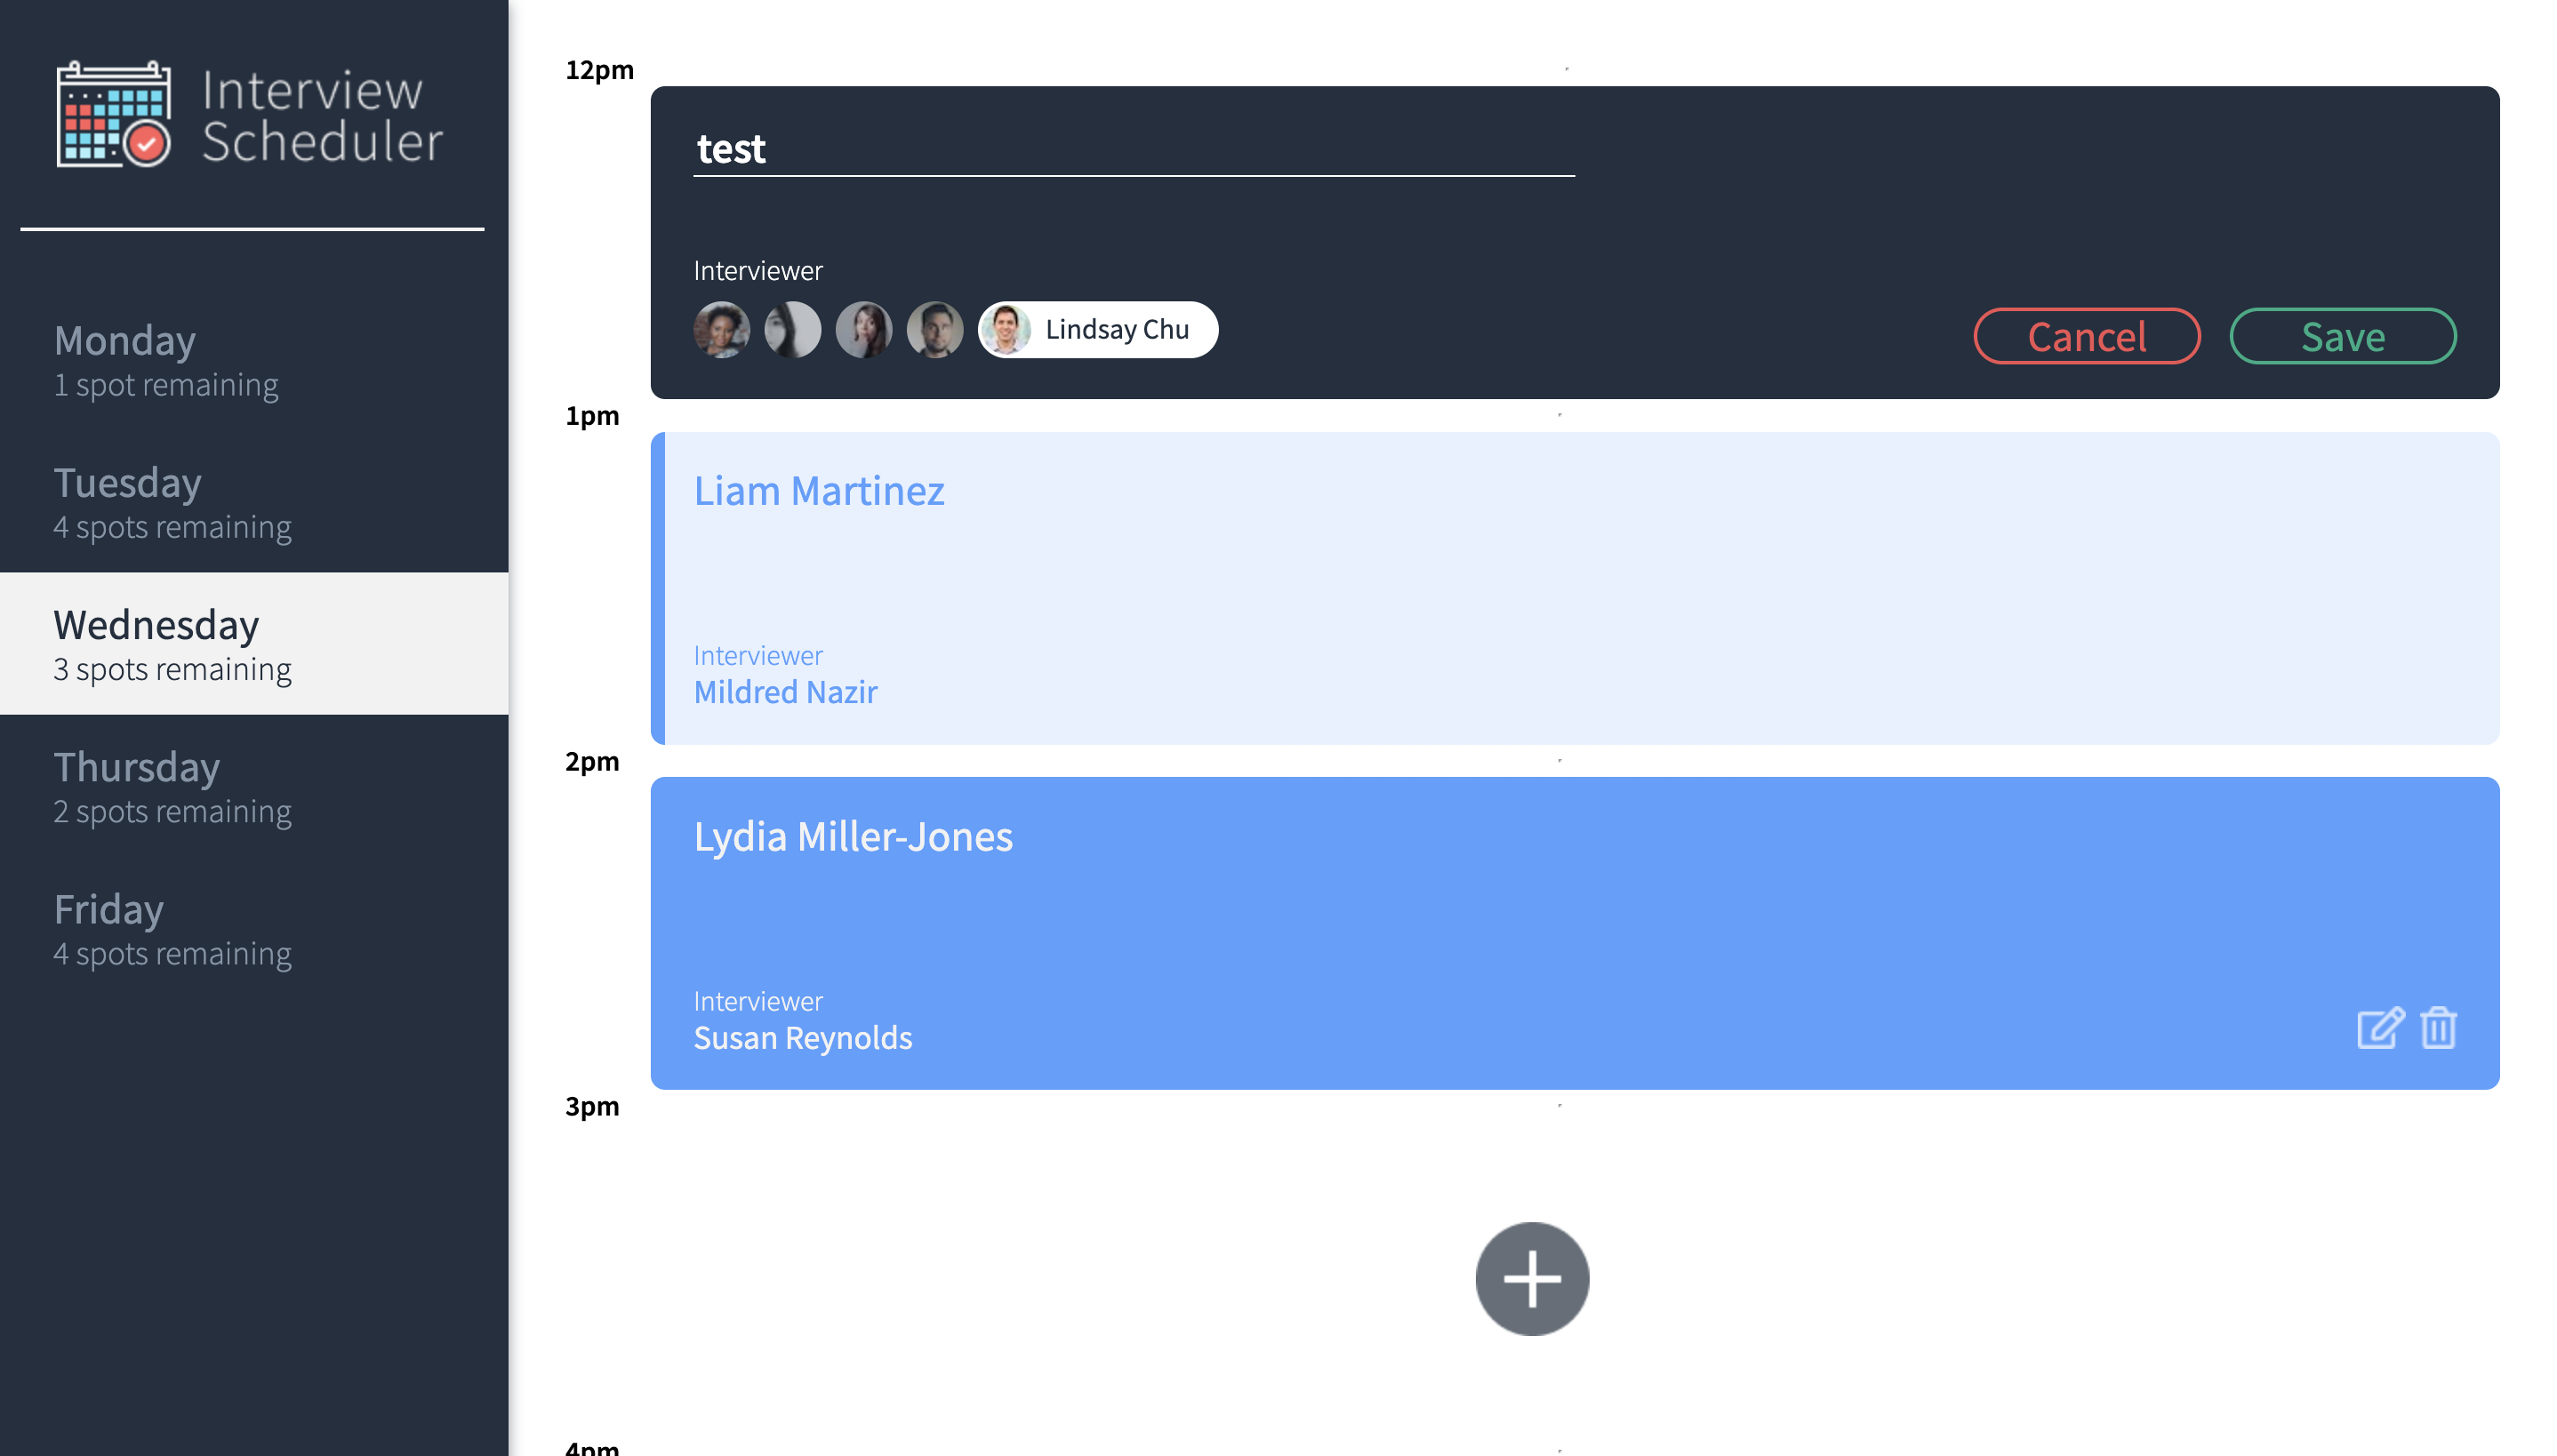 Interview
Scheduler
Monday
1 spot remaining
Tuesday
4 spots remaining
Wednesday
3 spots remaining
Thursday
2 spots remaining
Friday
4 spots remaining
12pm
test
Interviewer
Lindsay Chu
Cancel
Save
1pm
Liam Martinez
Interviewer
Mildred Nazir
2pm
Lydia Miller-Jones
Interviewer
Susan Reynolds
3pm
4pm